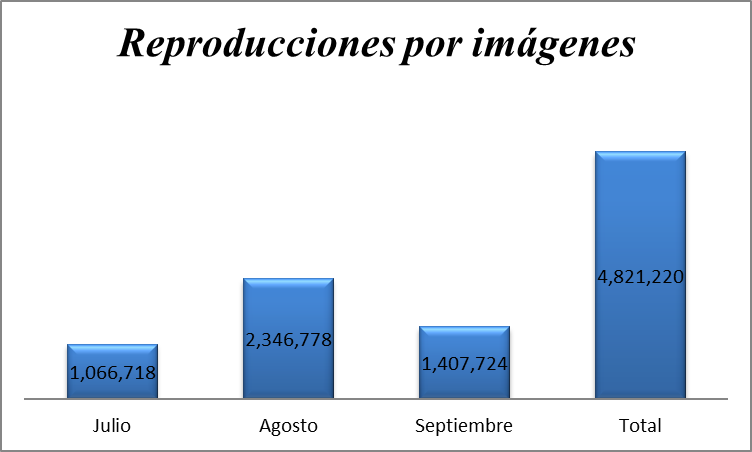 Reproducciones por imágenes
1,066,718
2,346,778
1,407,724
4,821,220
Julio
Agosto
Septiembre
Total